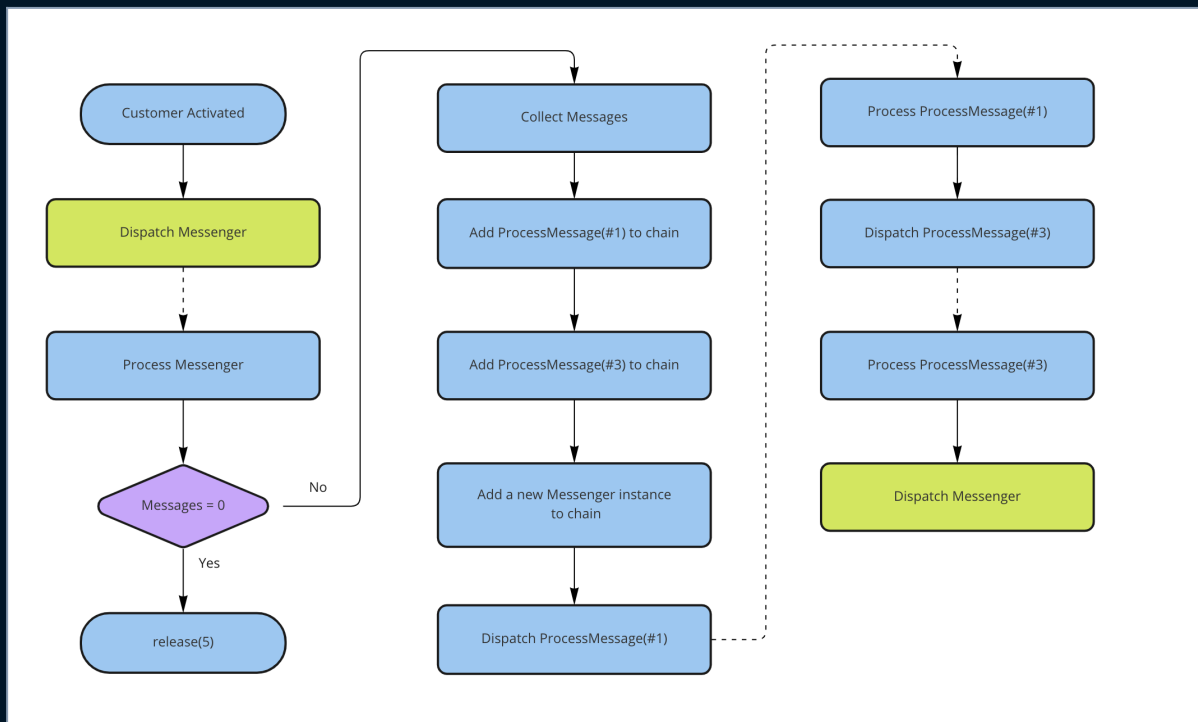 Customer Activated
Dispatch Messenger
Process Messenger
Messages = 0
No
Yes
release(5)
Collect Messages
Add ProcessMessage(#1) to chain
Add ProcessMessage(#3) to chain
Add a new Messenger instance
to chain
Dispatch ProcessMessage(#1)
Process ProcessMessage(#1)
Dispatch ProcessMessage(#3)
Process ProcessMessage(#3)
Dispatch Messenger